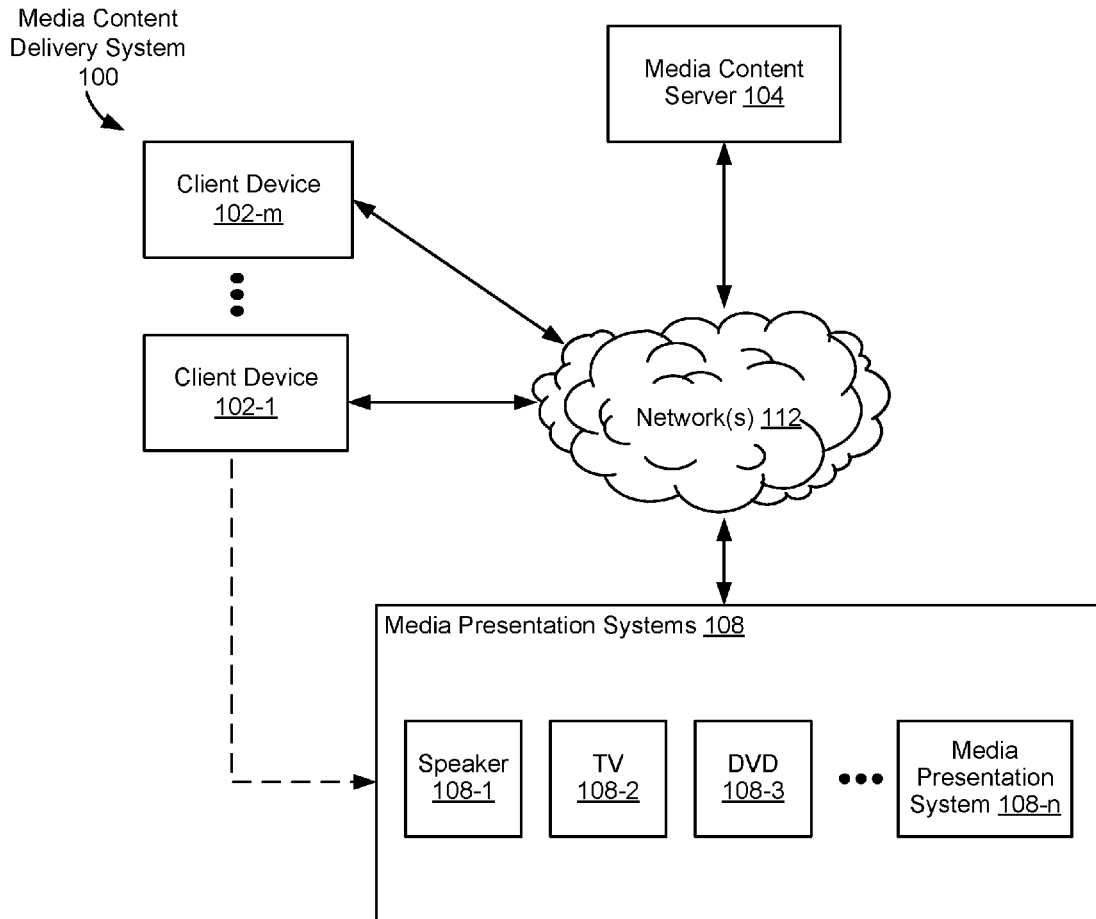 Media Content
Delivery System
100
Media Content
Server 104
Client Device
102-m
Client Device
102-1
Network(s) 112
Media Presentation Systems 108
Speaker
108-1
TV
108-2
DVD
108-3
Media
Presentation
System 108-n